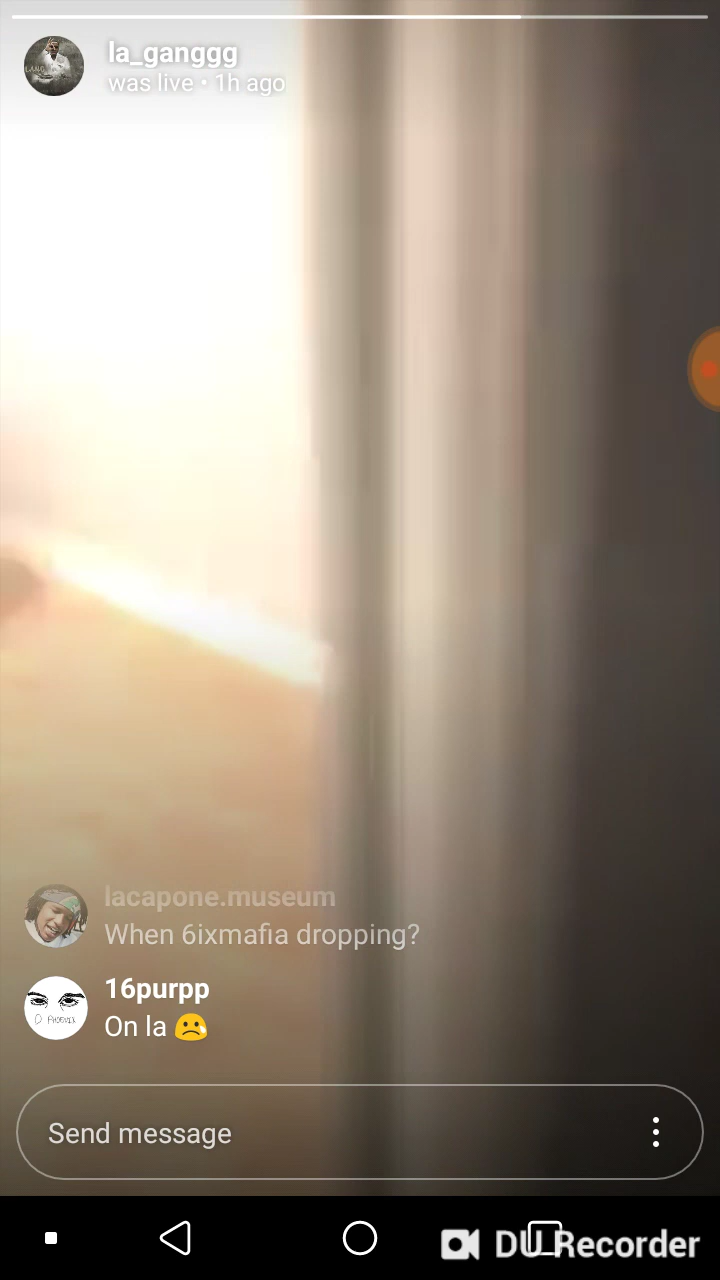 la_ganggg
was live • 1h ago
lacapone.museum
When 6ixmafia dropping?
16purpp
On la 😢
Send message
DU Recorder